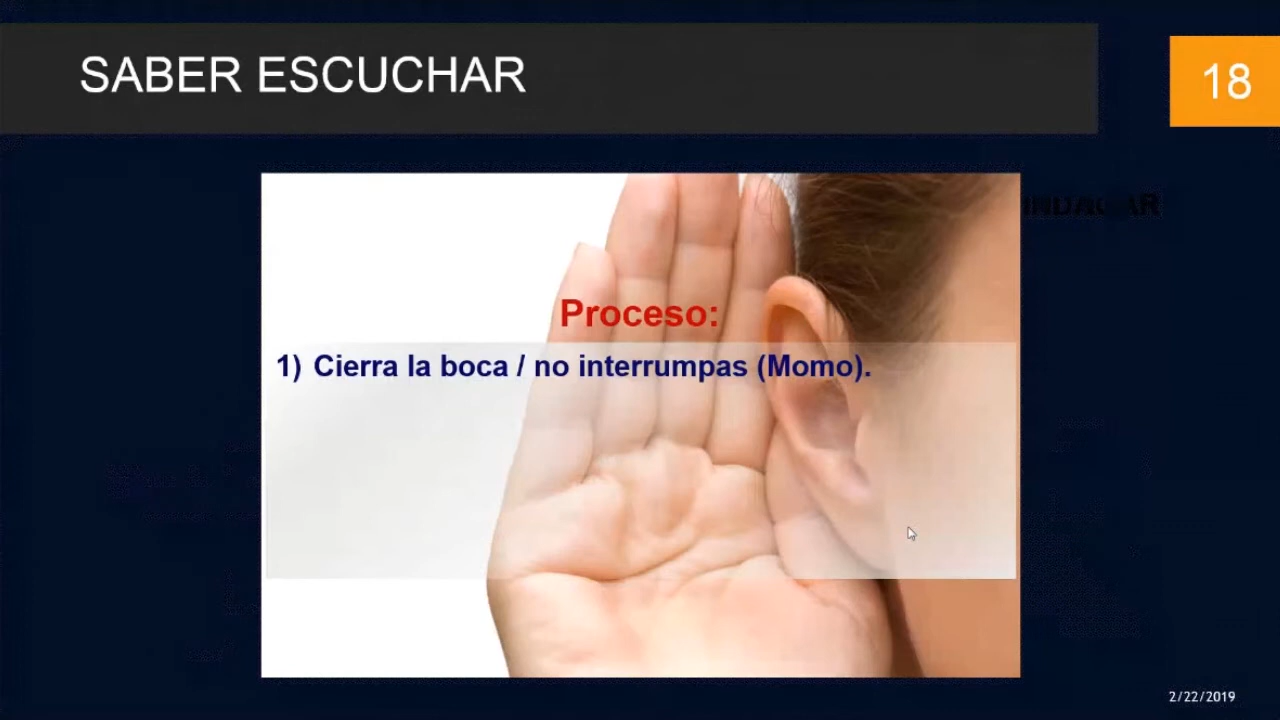 SABER ESCUCHAR
18
Proceso:
1) Cierra la boca / no interrumpas (Momo).
2/22/2019